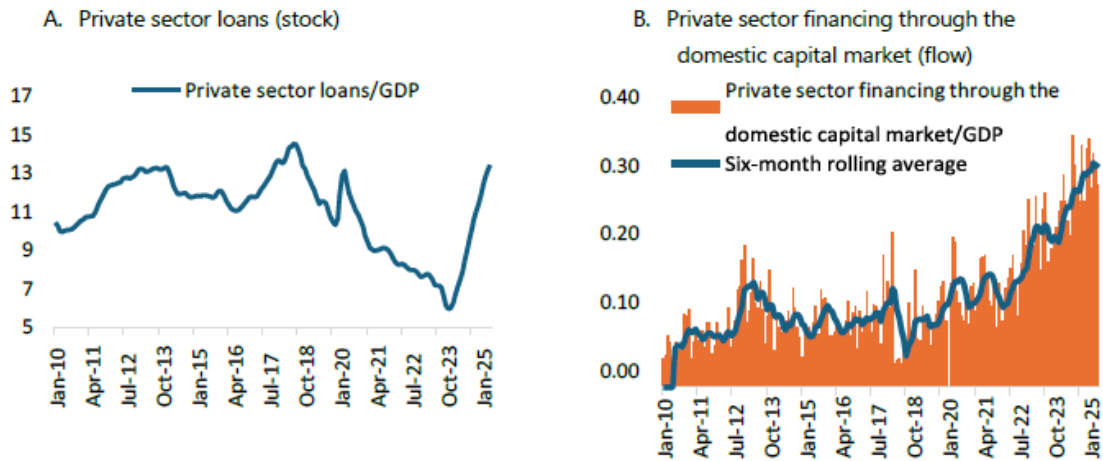 A. Private sector loans (stock)
Private sector loans/GDP
17
15
13
11
9
7
5
Jan-10
Apr-11
Jul-12
Oct-13
Jan-15
Apr-16
Jul-17
Oct-18
Jan-20
Apr-21
Jul-22
Oct-23
Jan-25
B. Private sector financing through the
domestic capital market (flow)
Private sector financing through the
domestic capital market/GDP
Six-month rolling average
0.40
0.30
0.20
0.10
0.00
Jan-10
Apr-11
Jul-12
Oct-13
Jan-15
Apr-16
Jul-17
Oct-18
Jan-20
Apr-21
Jul-22
Oct-23
Jan-25